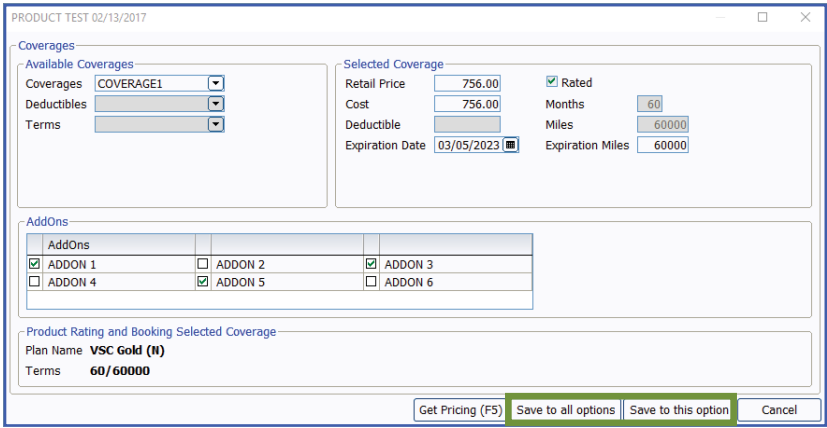 PRODUCT TEST 02/13/2017
Coverages
Available Coverages
Coverages COVERAGE1
Deductibles
Terms
Selected Coverage
Retail Price 756.00 Rated
Cost 756.00 Months 60
Deductible Miles 60000
Expiration Date 03/05/2023 Expiration Miles 60000
AddOns
AddOns
ADDON 1 ADDON 2 ADDON 3
ADDON 4 ADDON 5 ADDON 6
Product Rating and Booking Selected Coverage
Plan Name VSC Gold (N)
Terms 60/60000
Get Pricing (F5) Save to all options Save to this option Cancel